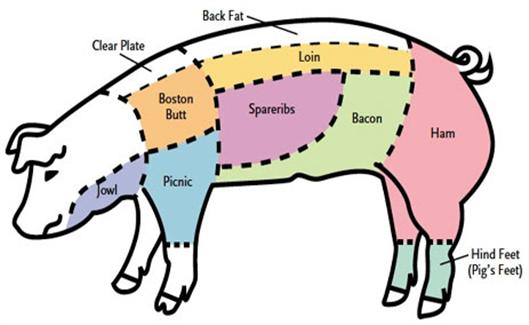 Back Fat
Clear Plate
Loin
Boston
Butt
Spareribs
Bacon
Ham
Picnic
Jowl
Hind Feet
(Pig's Feet)